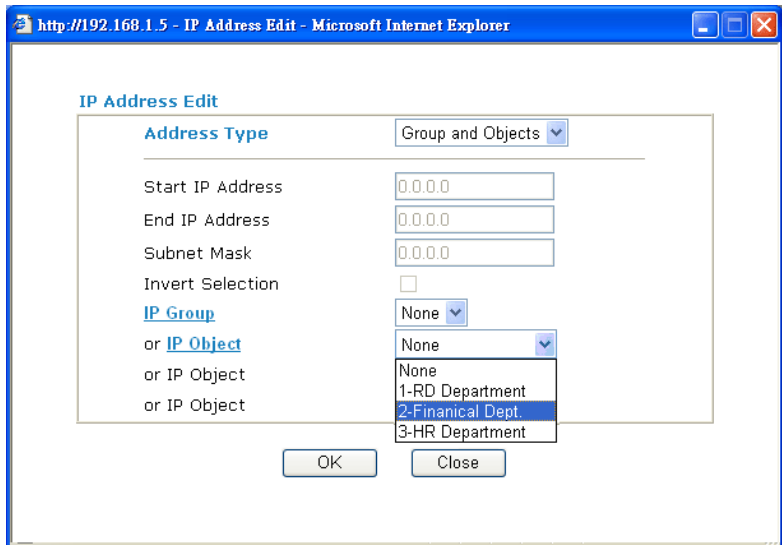 http://192.168.1.5 - IP Address Edit - Microsoft Internet Explorer
IP Address Edit
Address Type Group and Objects
Start IP Address 0.0.0.0
End IP Address 0.0.0.0
Subnet Mask 0.0.0.0
Invert Selection
IP Group None
or IP Object None
or IP Object
or IP Object
None
1-RD Department
2-Finanical Dept.
3-HR Department
OK Close